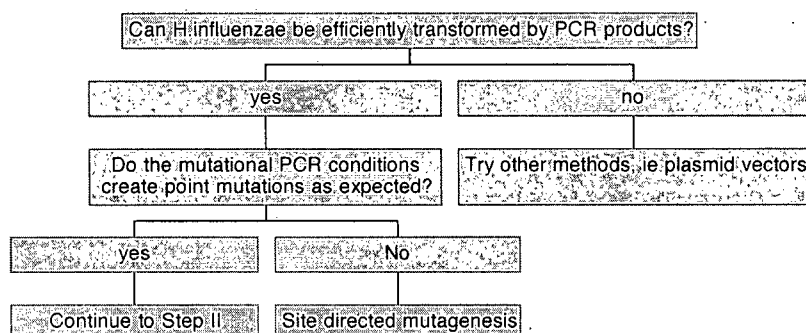 Can H influenzae be efficiently transformed by PCR products?
yes
no
Do the mutational PCR conditions
create point mutations as expected?
Try other methods, ie plasmid vectors
yes
No
Continue to Step II
Site directed mutagenesis